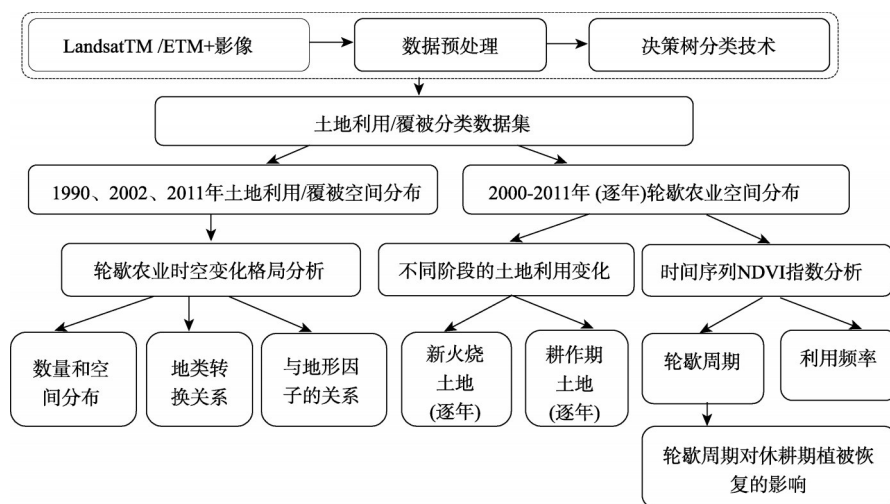 LandsatTM /ETM+影像
数据预处理
决策树分类技术
土地利用/覆被分类数据集
1990、2002、2011年土地利用/覆被空间分布
2000-2011年 (逐年)轮歇农业空间分布
轮歇农业时空变化格局分析
不同阶段的土地利用变化
时间序列NDVI指数分析
数量和空
间分布
地类转
换关系
与地形因
子的关系
新火烧
土地
(逐年)
耕作期
土地
(逐年)
轮歇周期
利用频率
轮歇周期对休耕期植被恢
复的影响